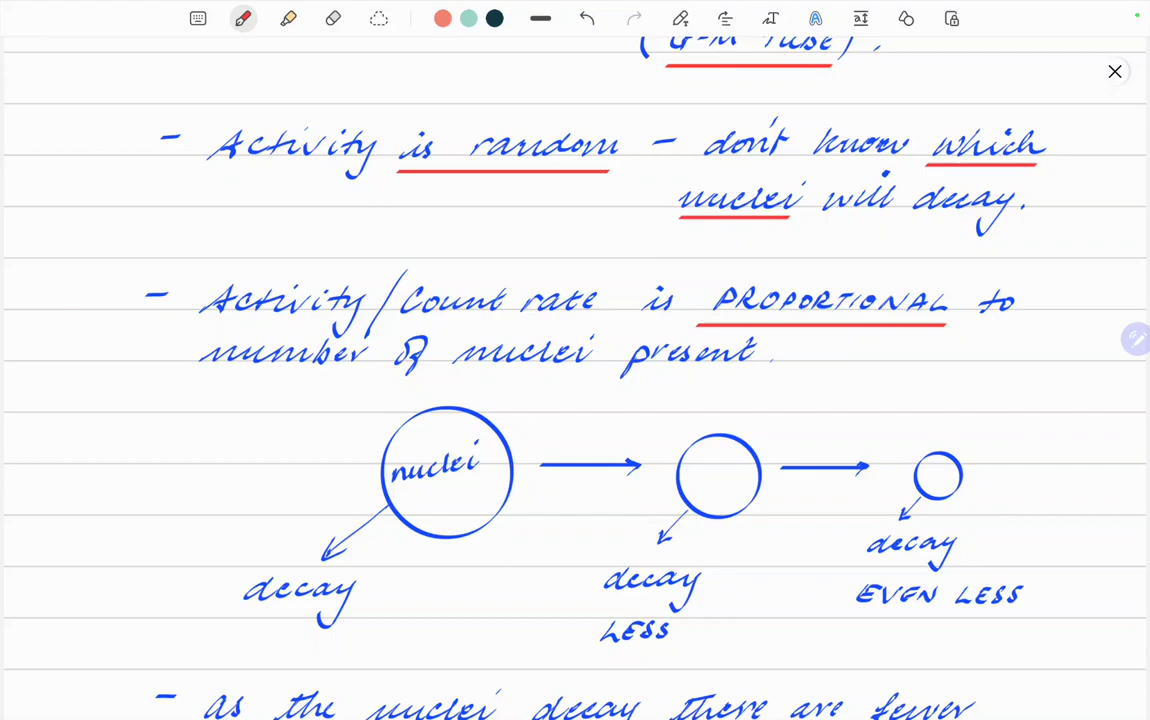 (G-M TUBE).
- Activity is random - don't know which
nuclei will decay.
- Activity/Count rate is PROPORTIONAL to
number of nuclei present.
nuclei
decay
decay
LESS
decay
EVEN LESS
- As the nuclei decay there are fewer